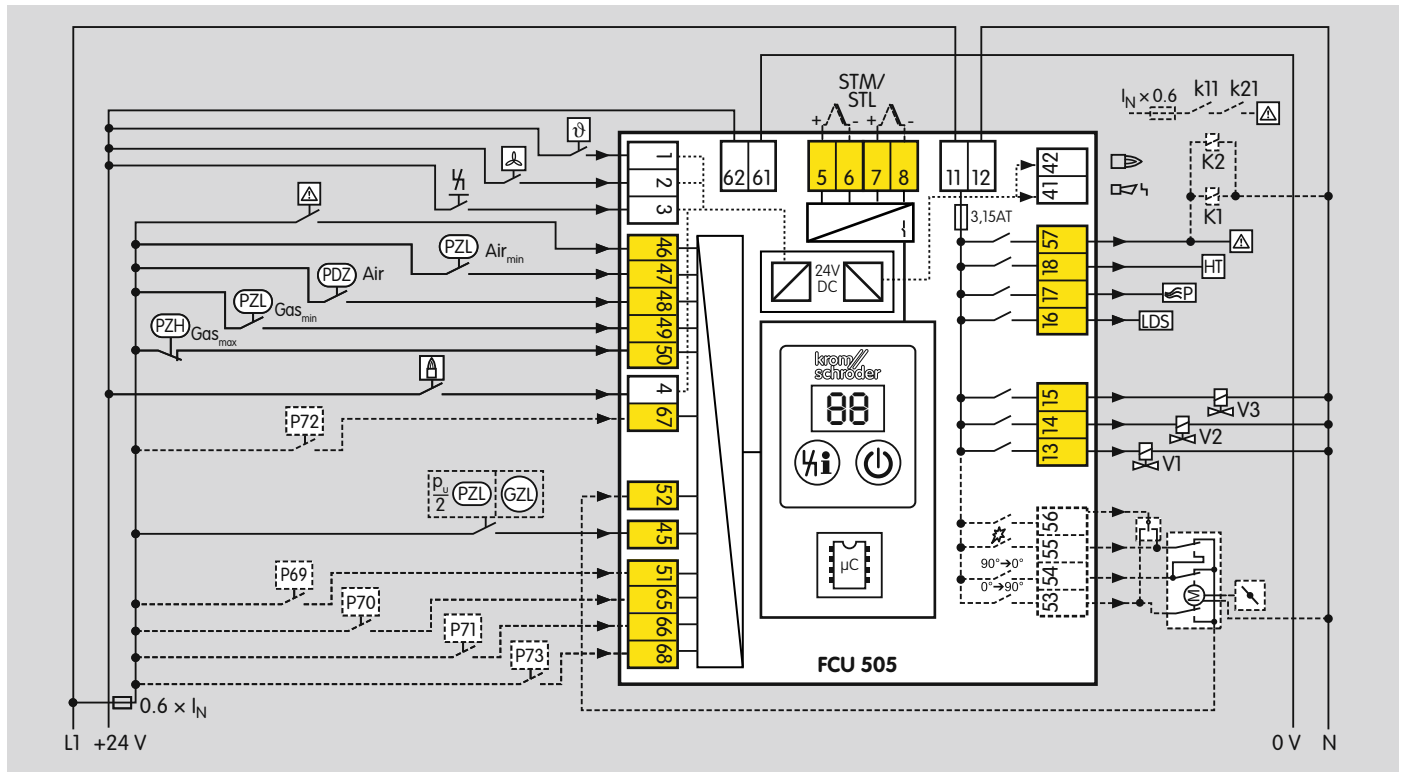 STM/
STL
+ - + -
I_N × 0.6 k11 k21
ϑ
62 61 5 6 7 8 11 12
42
41
K2
K1
3,15AT
1
2
3
PZL Air_min
PDZ Air
PZL Gas_min
PZH Gas_max
46
47
48
49
50
24V
DC
57
18
17
16
HT
P
LDS
4
67
P72
krom//
schröder
88
i
15
14
13
V3
V2
V1
p_u
2
PZL
GZL
52
45
56
55
54
53
90°→0°
0°→90°
M
µC
P69
P70
P71
P73
51
65
66
68
FCU 505
0.6 × I_N
L1 +24 V
0 V N